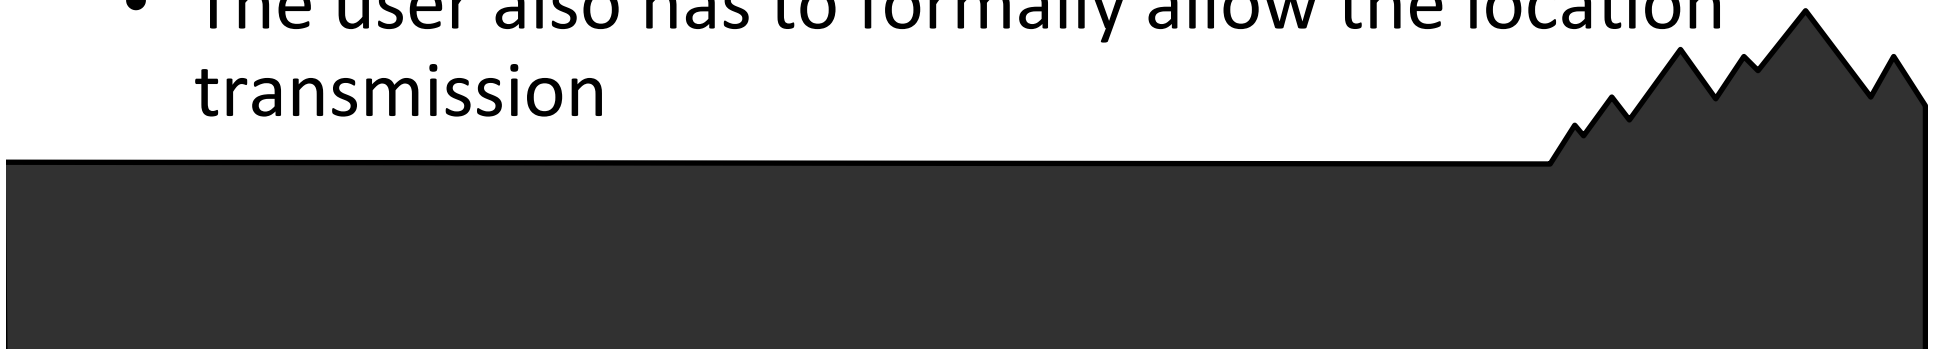 • The user also has to formally allow the location
transmission